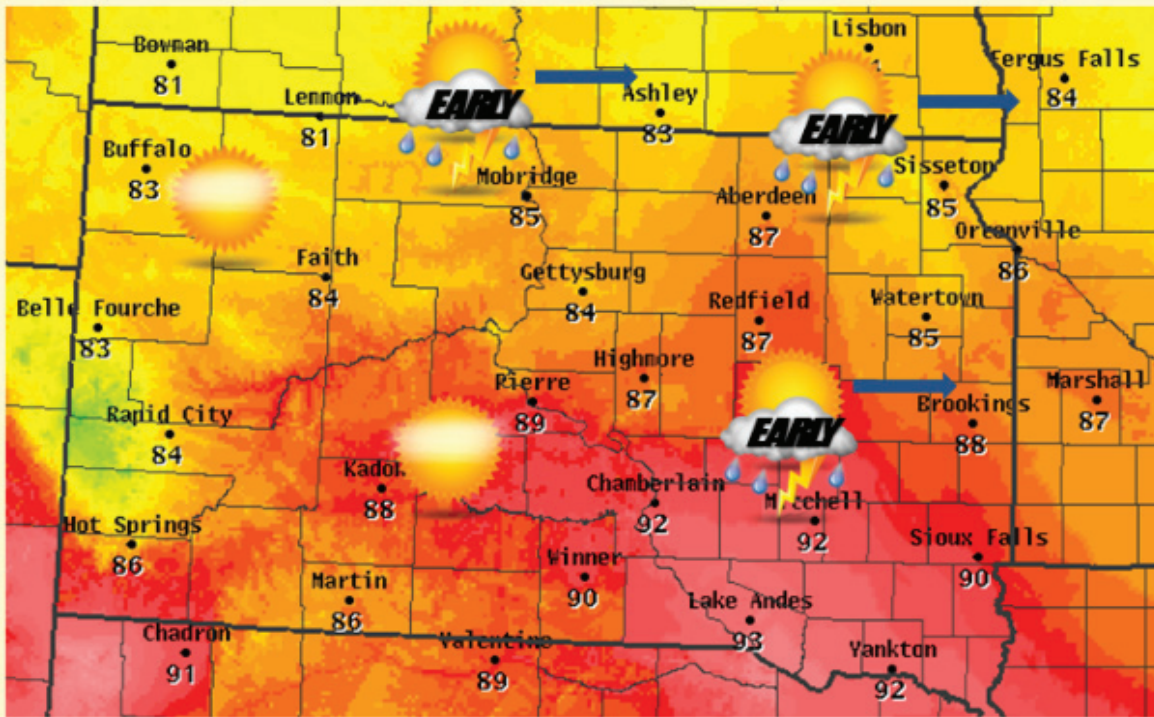 Bowman
81
Lemmon
81
EARLY
Ashley
83
Lisbon
EARLY
Fergus Falls
84
Buffalo
83
Mobridge
85
Aberdeen
87
Sisseton
85
Ortonville
86
Faith
84
Gettysburg
84
Redfield
87
Watertown
85
Belle Fourche
83
Highmore
87
Pierre
89
Marshall
87
Rapid City
84
EARLY
Brookings
88
Kadok
88
Chamberlain
92
Mitchell
92
Hot Springs
86
Winner
90
Sioux Falls
90
Martin
86
Lake Andes
93
Chadron
91
Valentine
89
Yankton
92